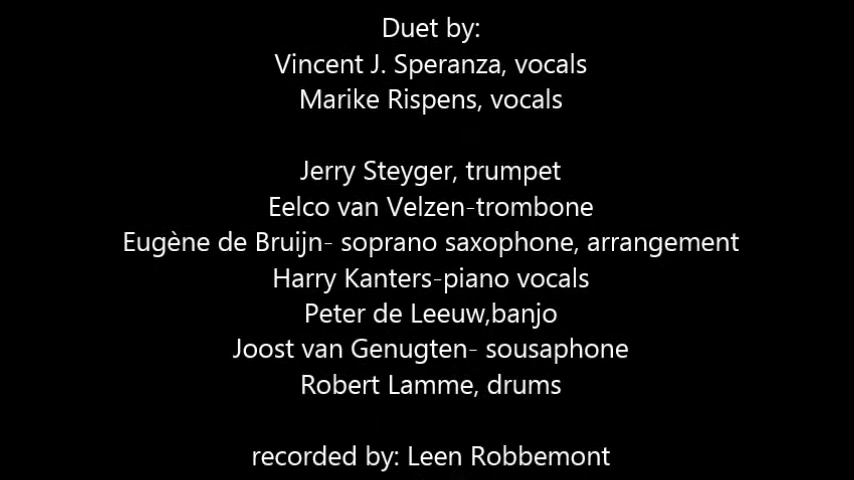 Duet by:
Vincent J. Speranza, vocals
Marike Rispens, vocals
Jerry Steyger, trumpet
Eelco van Velzen-trombone
Eugène de Bruijn- soprano saxophone, arrangement
Harry Kanters-piano vocals
Peter de Leeuw,banjo
Joost van Genugten- sousaphone
Robert Lamme, drums
recorded by: Leen Robbemont